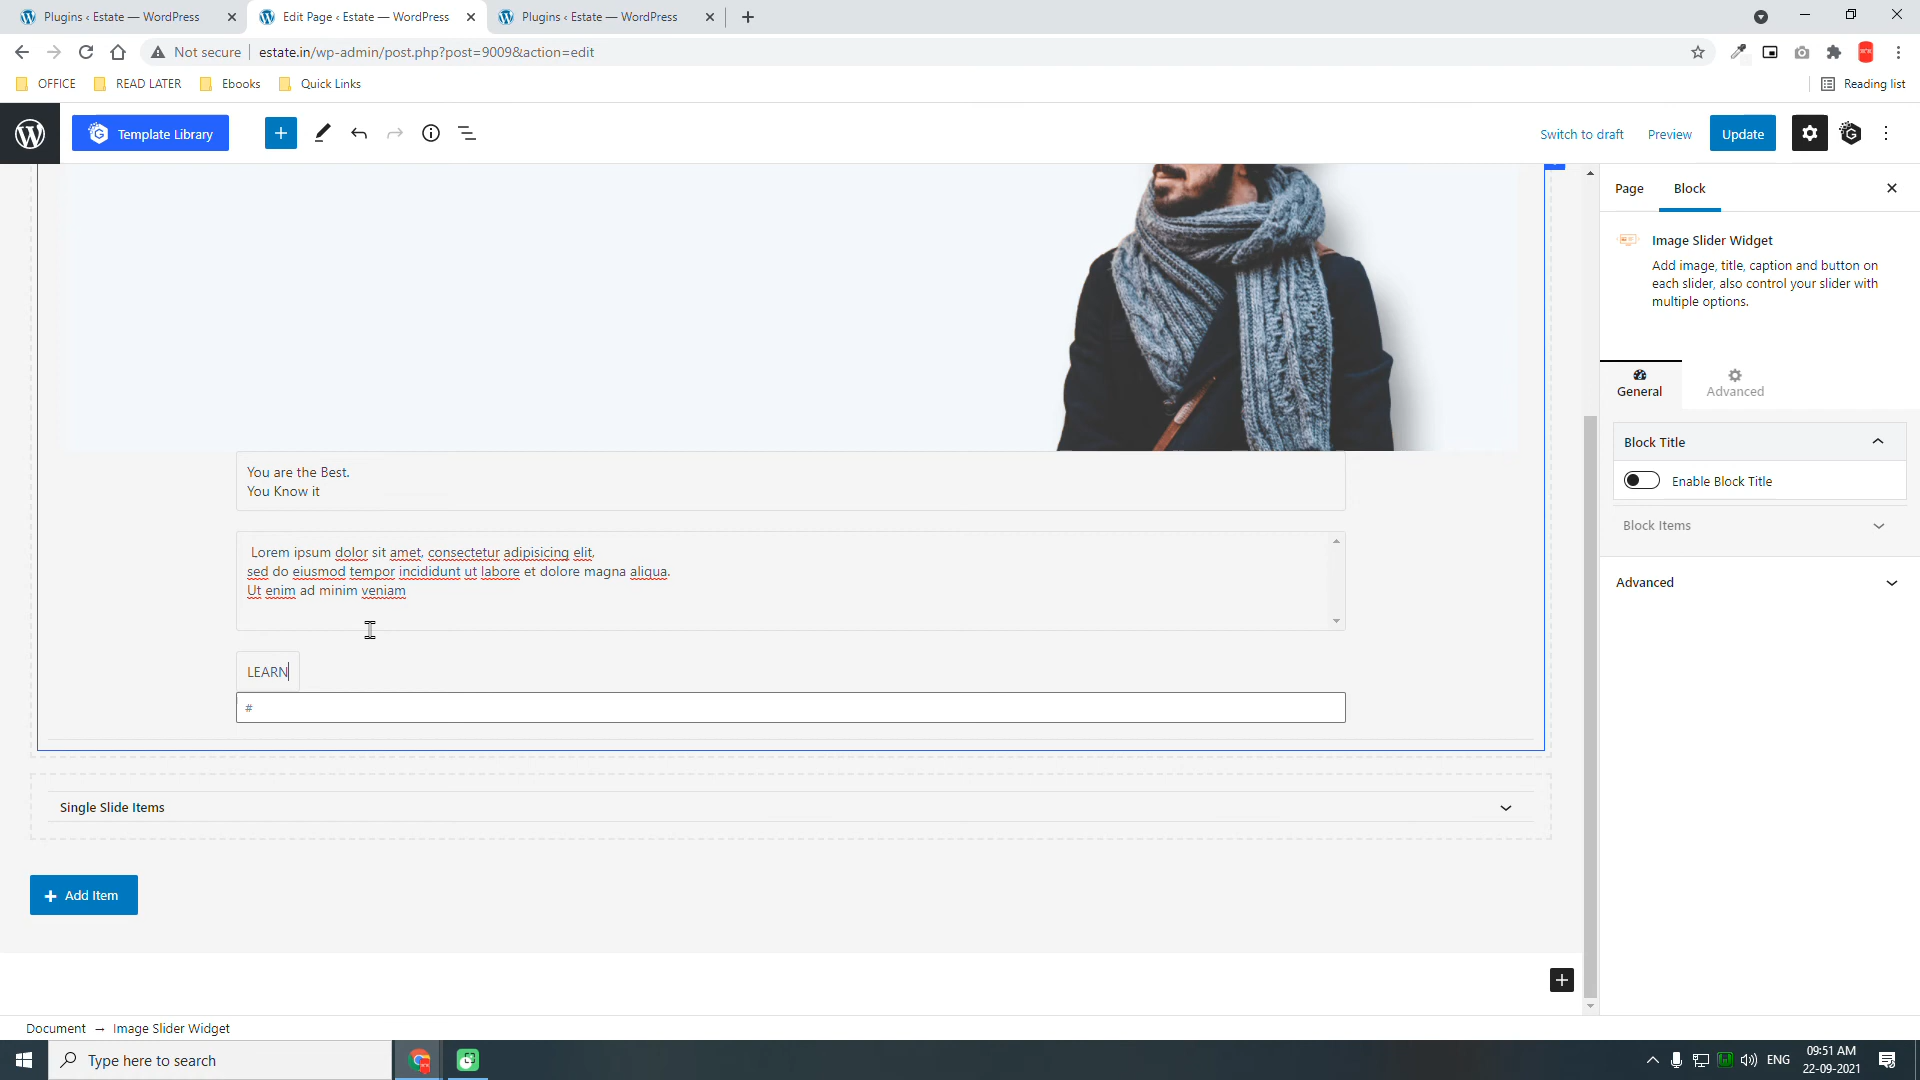 Plugins ‹ Estate — WordPress
Edit Page ‹ Estate — WordPress
Plugins ‹ Estate — WordPress
Not secure
estate.in/wp-admin/post.php?post=9009&action=edit
OFFICE
READ LATER
Ebooks
Quick Links
Reading list
Template Library
Switch to draft
Preview
Update
Page
Block
Image Slider Widget
Add image, title, caption and button on
each slider, also control your slider with
multiple options.
General
Advanced
Block Title
Enable Block Title
Block Items
Advanced
You are the Best.
You Know it
Lorem ipsum dolor sit amet, consectetur adipisicing elit,
sed do eiusmod tempor incididunt ut labore et dolore magna aliqua.
Ut enim ad minim veniam
LEARN
#
Single Slide Items
+ Add Item
Document → Image Slider Widget
Type here to search
ENG
09:51 AM
22-09-2021